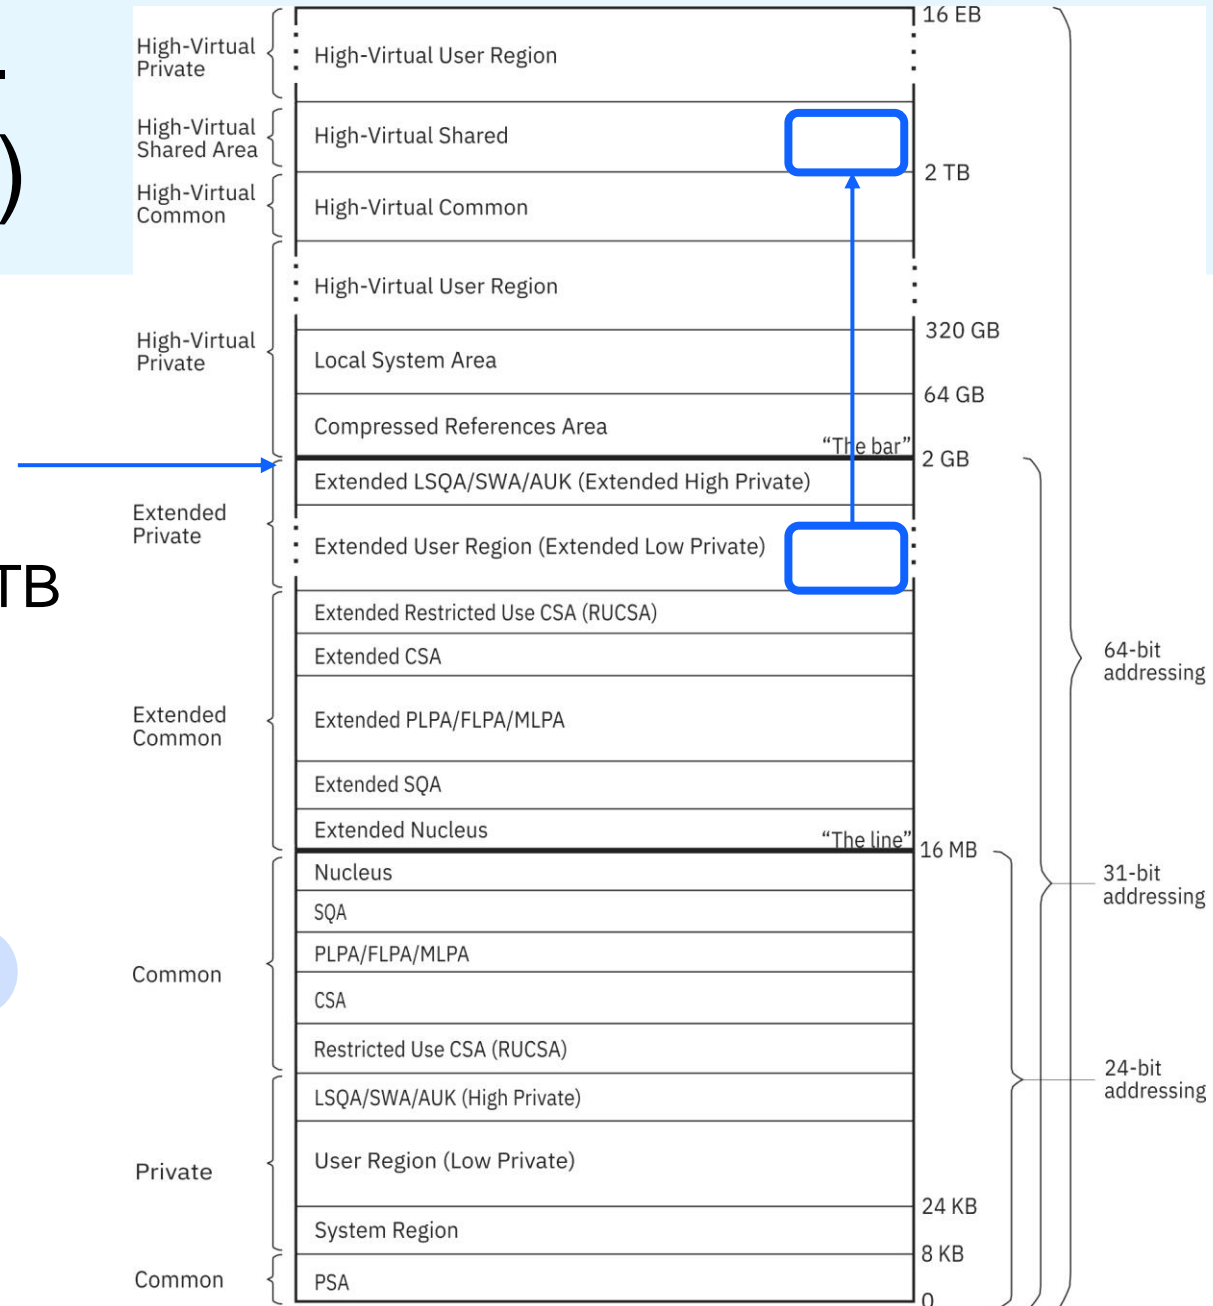 16 EB
High-Virtual
Private
High-Virtual User Region
High-Virtual
Shared Area
High-Virtual Shared
)
2 TB
High-Virtual
Common
High-Virtual Common
High-Virtual User Region
320 GB
High-Virtual
Private
Local System Area
64 GB
Compressed References Area
“The bar”
2 GB
Extended LSQA/SWA/AUK (Extended High Private)
Extended
Private
Extended User Region (Extended Low Private)
TB
Extended Restricted Use CSA (RUCSA)
Extended CSA
64-bit
addressing
Extended
Common
Extended PLPA/FLPA/MLPA
Extended SQA
Extended Nucleus
“The line”
16 MB
Nucleus
31-bit
addressing
SQA
PLPA/FLPA/MLPA
Common
CSA
Restricted Use CSA (RUCSA)
24-bit
addressing
LSQA/SWA/AUK (High Private)
Private
User Region (Low Private)
24 KB
System Region
8 KB
Common
PSA
0